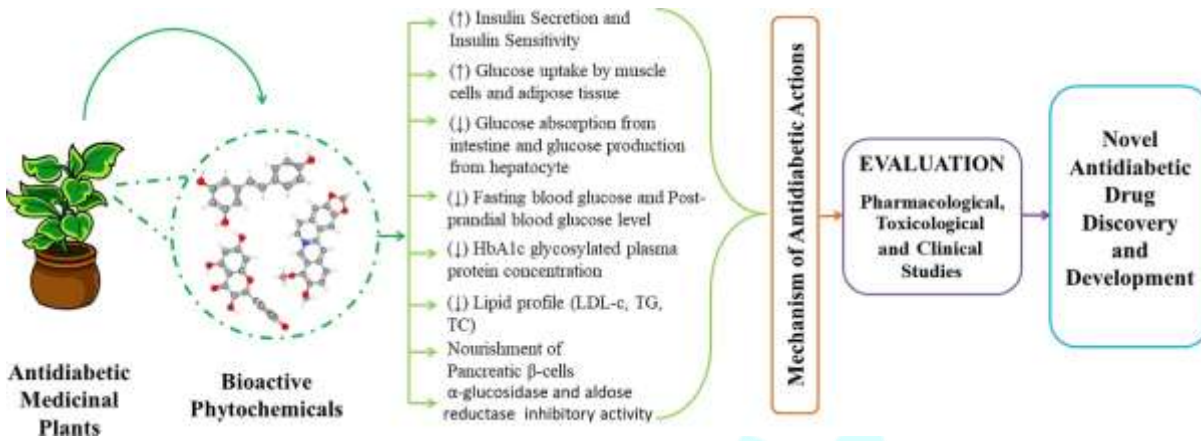 (↑) Insulin Secretion and
Insulin Sensitivity
(↑) Glucose uptake by muscle
cells and adipose tissue
(↓) Glucose absorption from
intestine and glucose production
from hepatocyte
(↓) Fasting blood glucose and Post-
prandial blood glucose level
(↓) HbA1c glycosylated plasma
protein concentration
(↓) Lipid profile (LDL-c, TG,
TC)
Nourishment of
Pancreatic β-cells
α-glucosidase and aldose
reductase inhibitory activity
Antidiabetic
Medicinal
Plants
Bioactive
Phytochemicals
Mechanism of Antidiabetic Actions
EVALUATION
Pharmacological,
Toxicological
and Clinical
Studies
Novel
Antidiabetic
Drug
Discovery
and
Development